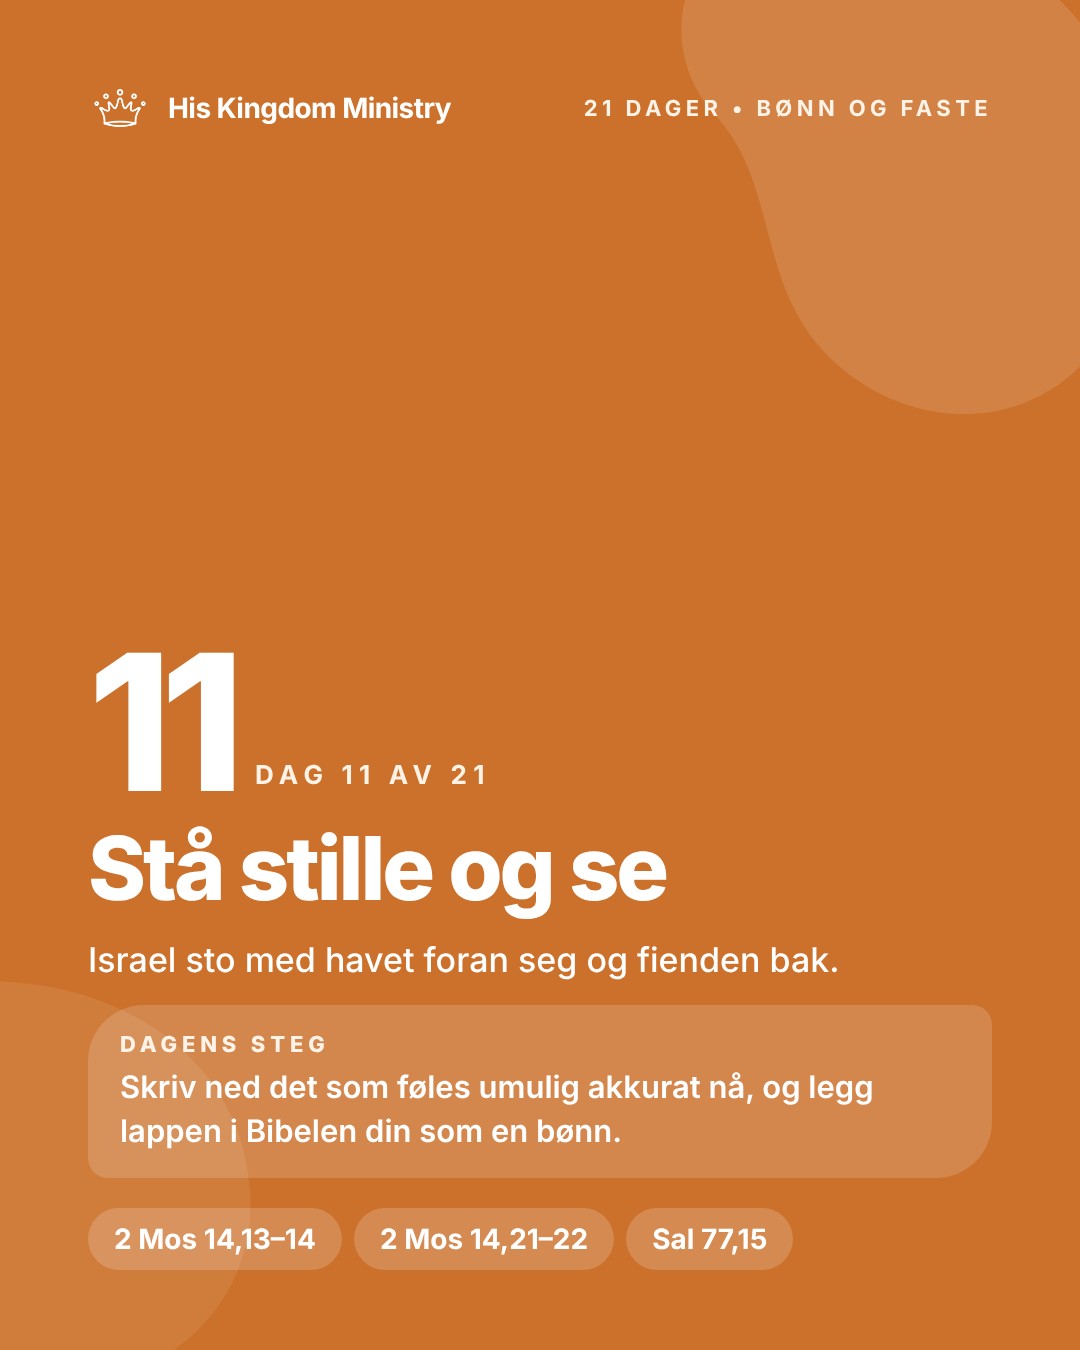 His Kingdom Ministry
21 DAGER • BØNN OG FASTE
11
DAG 11 AV 21
Stå stille og se
Israel sto med havet foran seg og fienden bak.
DAGENS STEG
Skriv ned det som føles umulig akkurat nå, og legg
lappen i Bibelen din som en bønn.
2 Mos 14,13–14
2 Mos 14,21–22
Sal 77,15